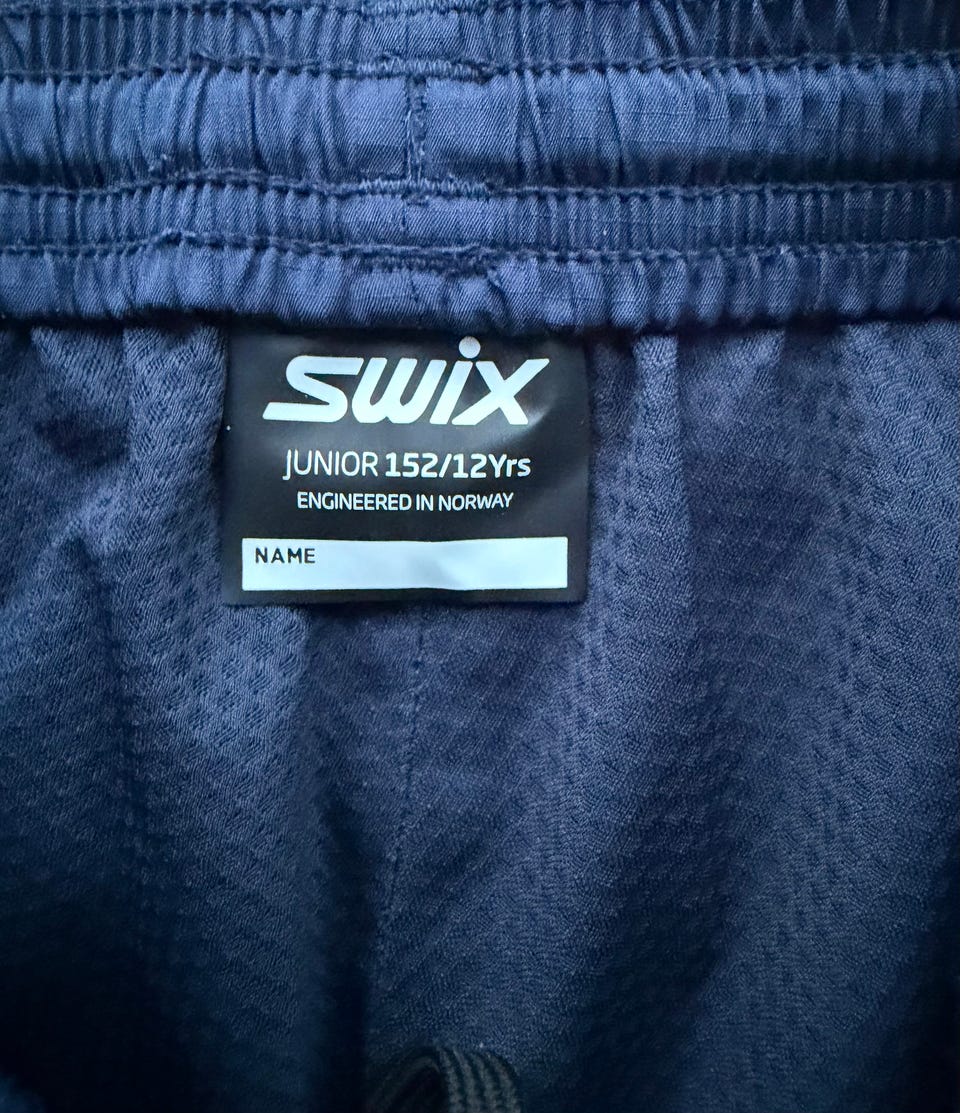 swix
JUNIOR 152/12Yrs
ENGINEERED IN NORWAY
NAME